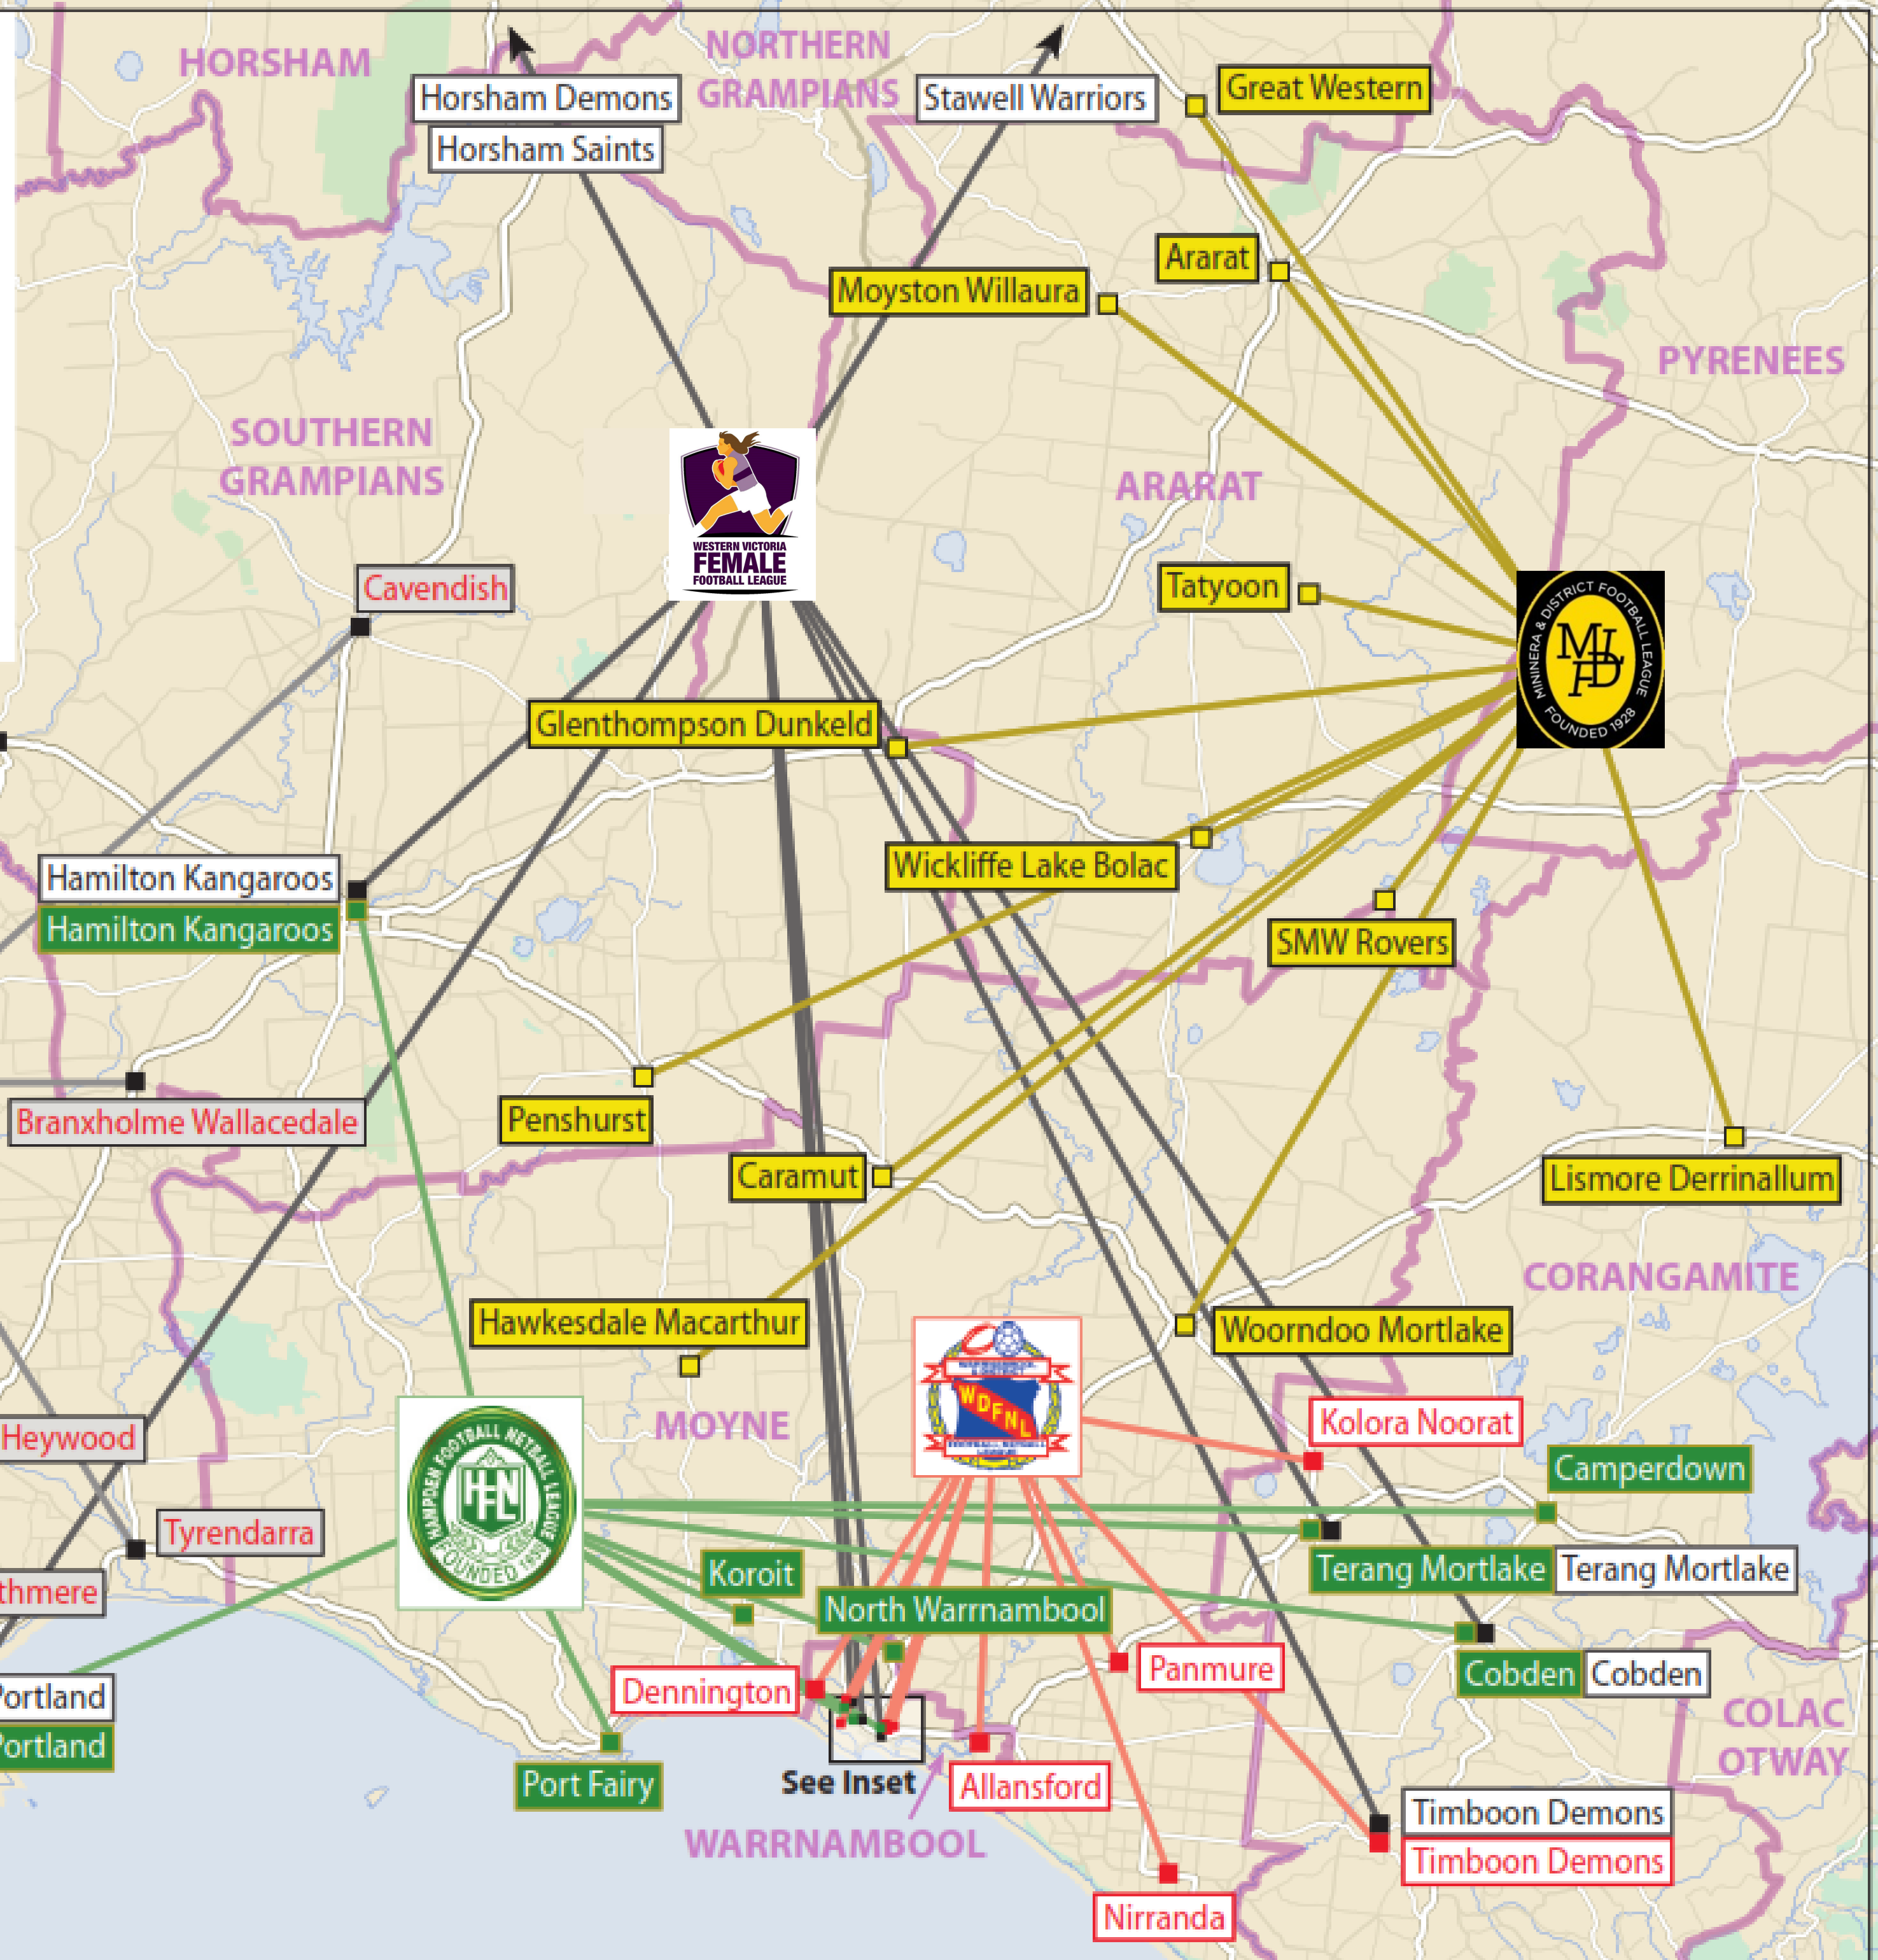 HORSHAM
NORTHERN
GRAMPIANS
Horsham Demons
Horsham Saints
Stawell Warriors
Great Western
Ararat
Moyston Willaura
PYRENEES
SOUTHERN
GRAMPIANS
WESTERN VICTORIA
FEMALE
FOOTBALL LEAGUE
ARARAT
Cavendish
Tatyoon
MININERA & DISTRICT FOOTBALL LEAGUE
MDFL
FOUNDED 1928
Glenthompson Dunkeld
Wickliffe Lake Bolac
Hamilton Kangaroos
Hamilton Kangaroos
SMW Rovers
Branxholme Wallacedale
Penshurst
Caramut
Lismore Derrinallum
CORANGAMITE
Hawkesdale Macarthur
Woorndoo Mortlake
WDFNL
Kolora Noorat
MOYNE
Heywood
HAMPDEN FOOTBALL NETBALL LEAGUE
HFNL
Camperdown
Tyrendarra
Koroit
Terang Mortlake
Terang Mortlake
thmere
North Warrnambool
Panmure
Dennington
Cobden
Cobden
Portland
Portland
COLAC
OTWAY
Port Fairy
See Inset
Allansford
WARRNAMBOOL
Timboon Demons
Timboon Demons
Nirranda